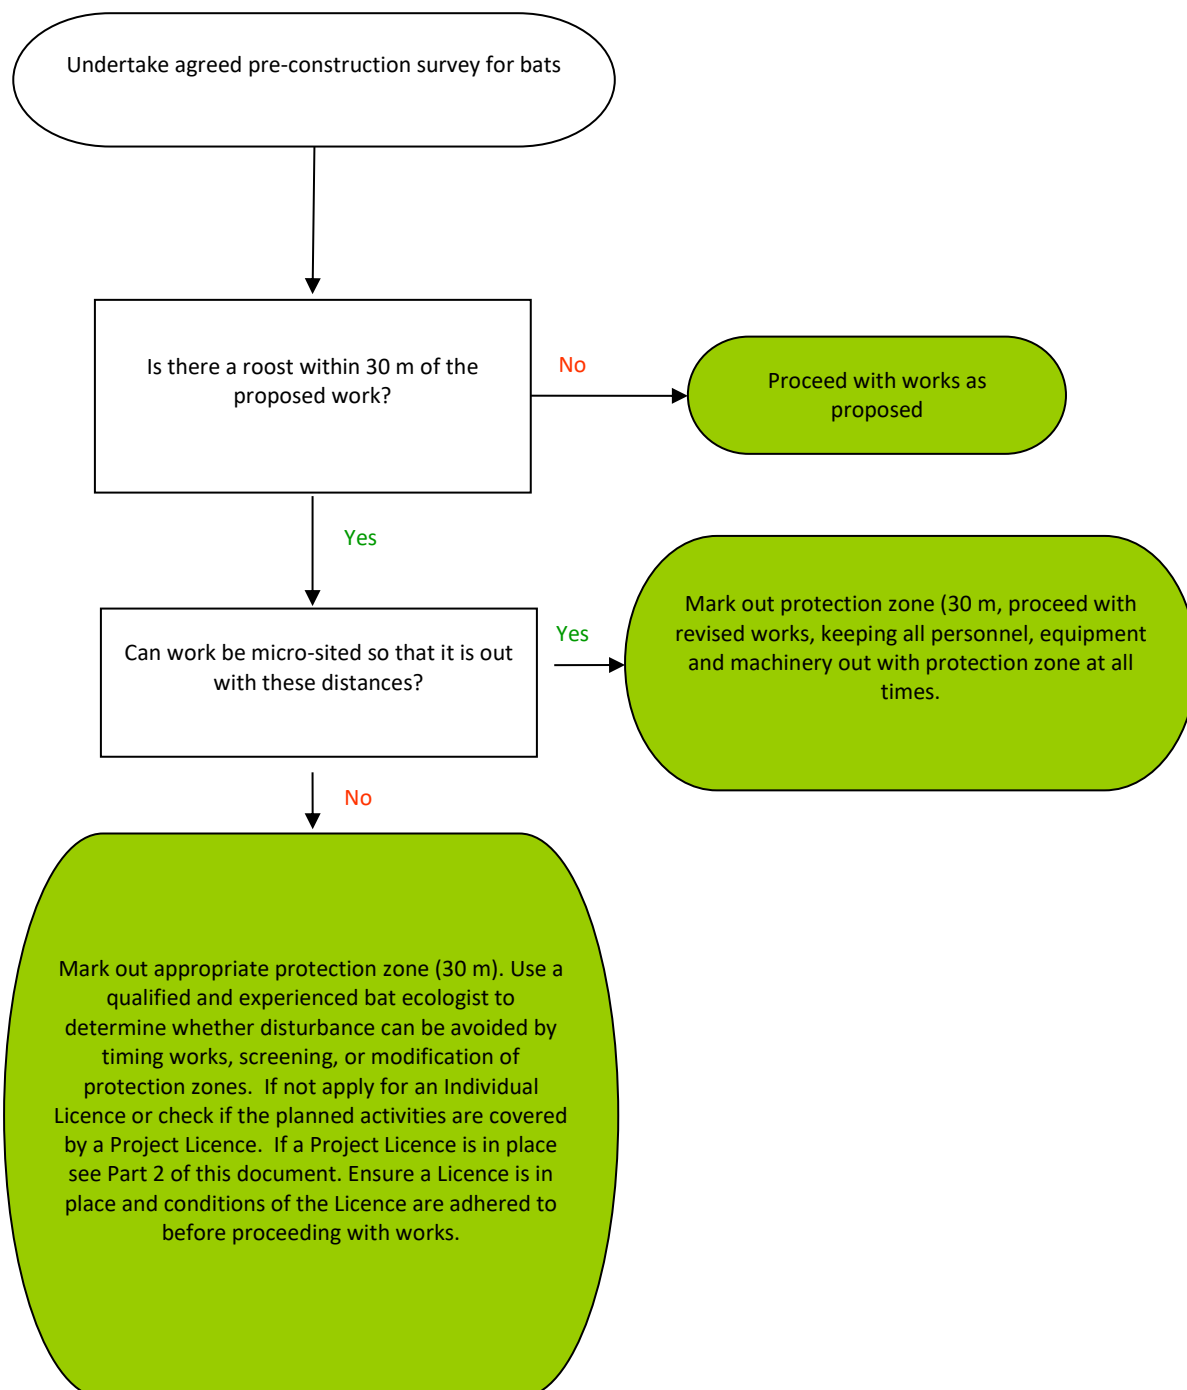 Undertake agreed pre-construction survey for bats
Is there a roost within 30 m of the
proposed work?
No
Proceed with works as
proposed
Yes
Can work be micro-sited so that it is out
with these distances?
Yes
Mark out protection zone (30 m, proceed with
revised works, keeping all personnel, equipment
and machinery out with protection zone at all
times.
No
Mark out appropriate protection zone (30 m). Use a
qualified and experienced bat ecologist to
determine whether disturbance can be avoided by
timing works, screening, or modification of
protection zones.  If not apply for an Individual
Licence or check if the planned activities are covered
by a Project Licence.  If a Project Licence is in place
see Part 2 of this document. Ensure a Licence is in
place and conditions of the Licence are adhered to
before proceeding with works.